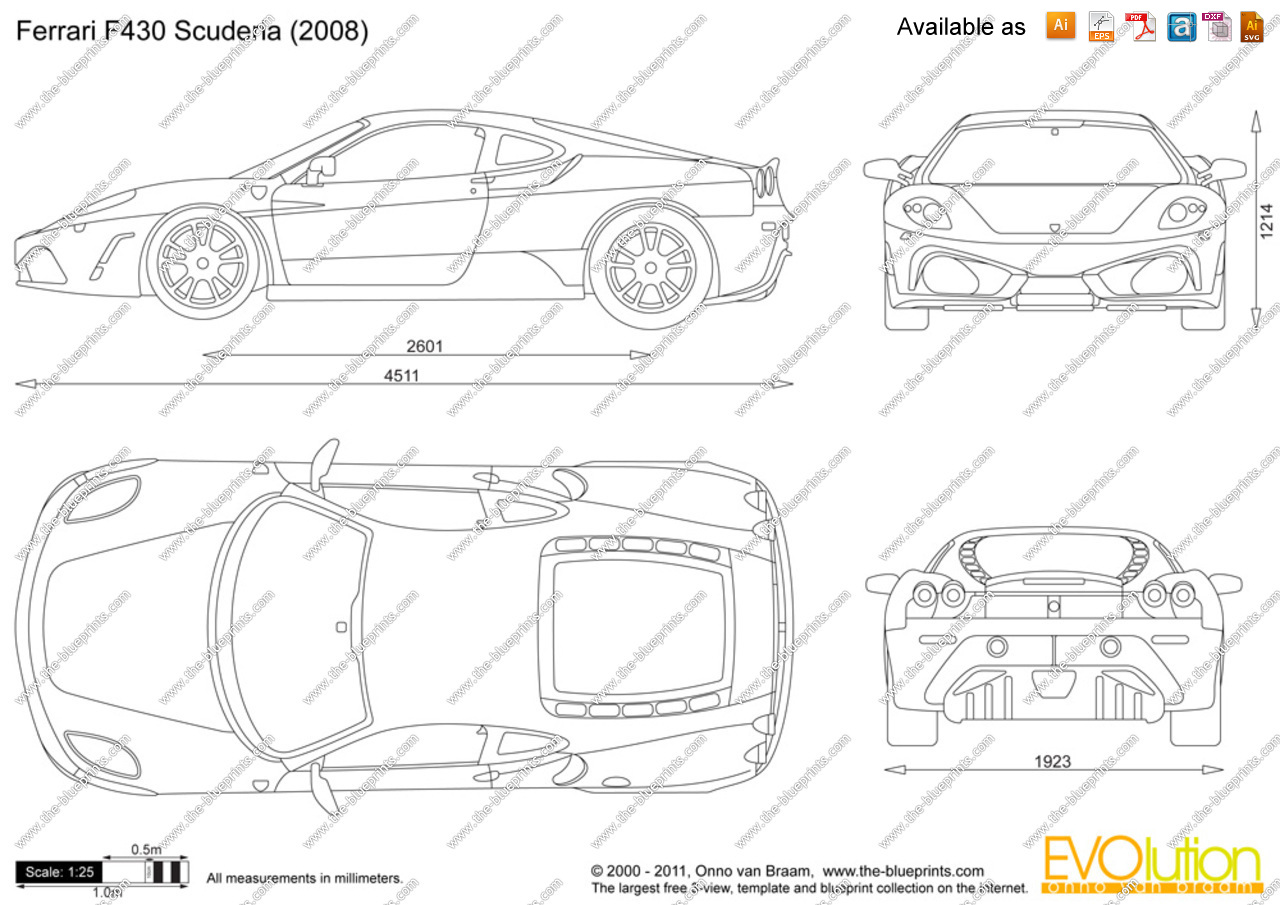 Ferrari F430 Scuderia (2008)
Available as
Ai
EPS
PDF
a
DXF
Ai
SVG
2601
4511
1214
1923
0.5m
Scale: 1:25
1.0m
All measurements in millimeters.
© 2000 - 2011, Onno van Braam, www.the-blueprints.com
The largest free x-view, template and blueprint collection on the internet.
EVOlution
onno van braam
www.the-blueprints.com